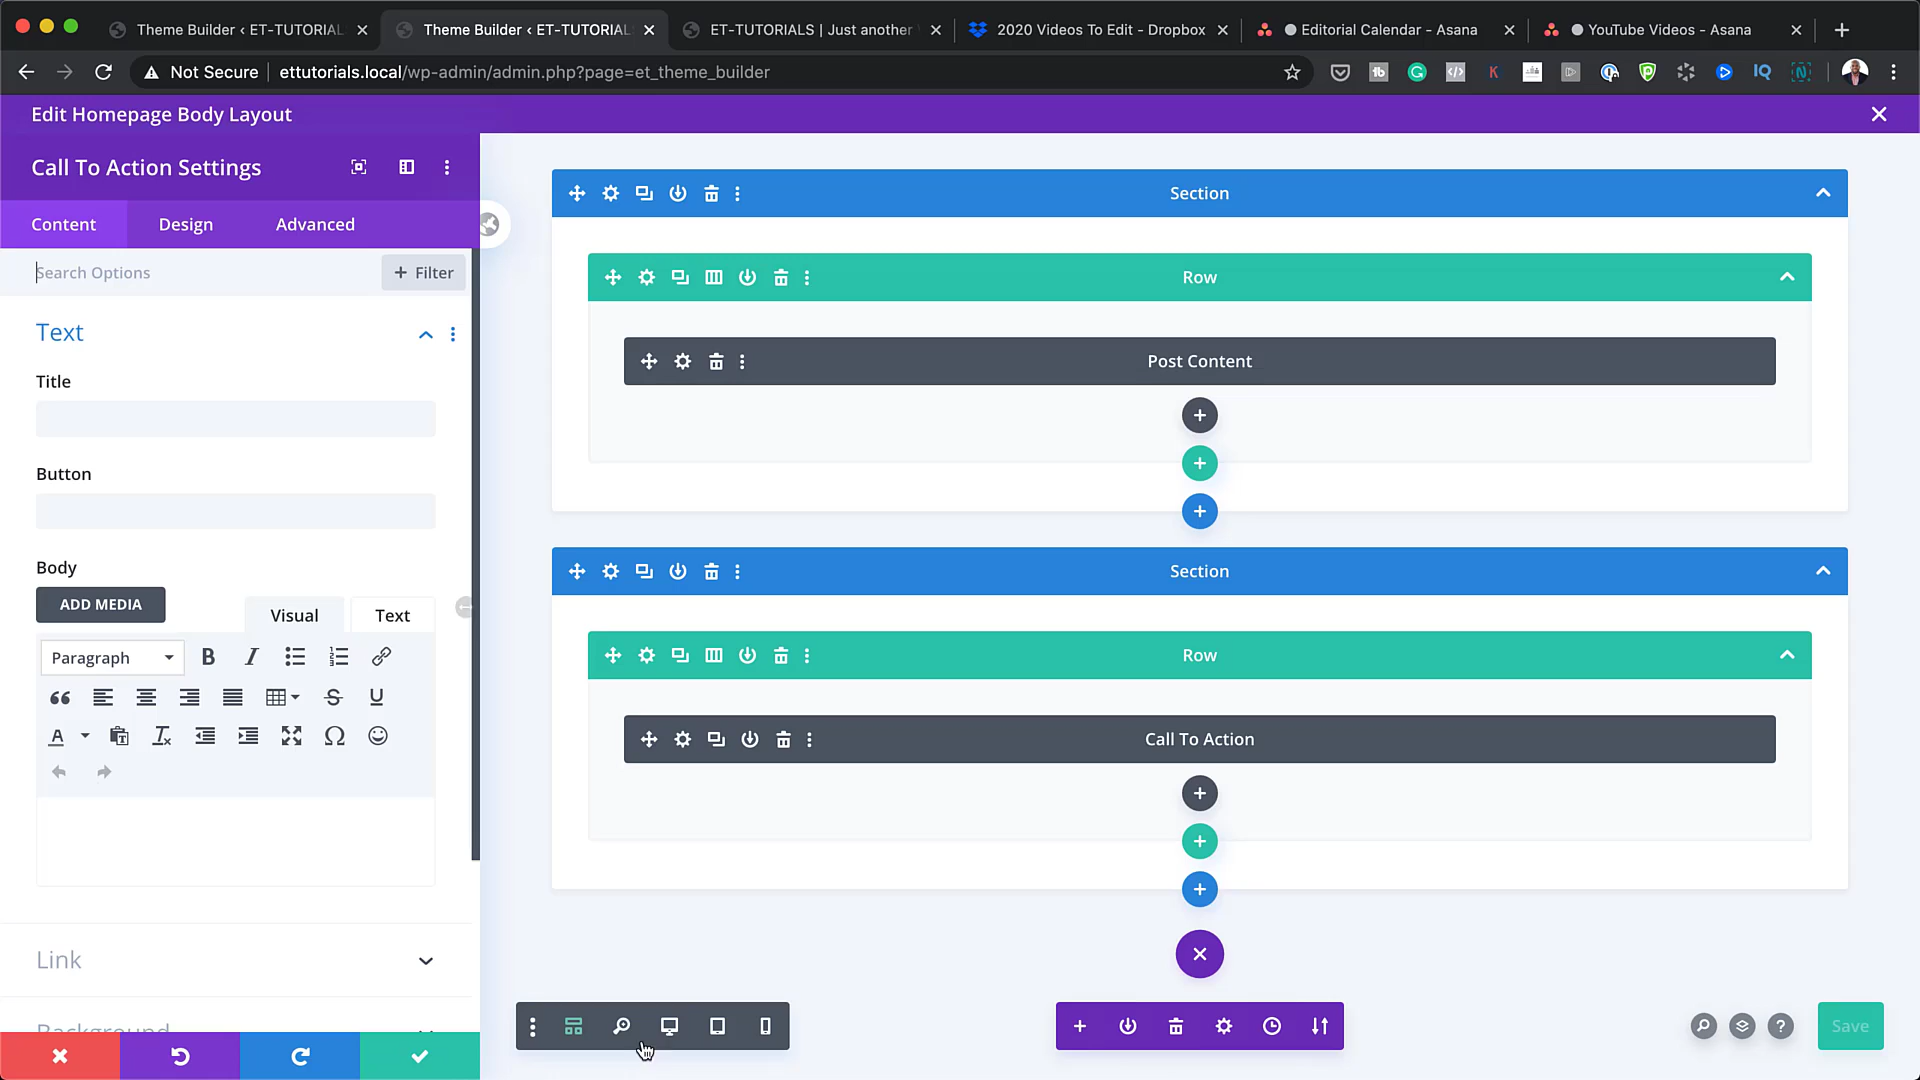 Theme Builder ‹ ET-TUTORIAL
Theme Builder ‹ ET-TUTORIALS
ET-TUTORIALS | Just another
2020 Videos To Edit - Dropbox
Editorial Calendar - Asana
YouTube Videos - Asana
Not Secure
ettutorials.local/wp-admin/admin.php?page=et_theme_builder
Edit Homepage Body Layout
Call To Action Settings
Content
Design
Advanced
Search Options
+ Filter
Text
Title
Button
Body
ADD MEDIA
Visual
Text
Paragraph
Link
Background
Section
Row
Post Content
Section
Row
Call To Action
Save